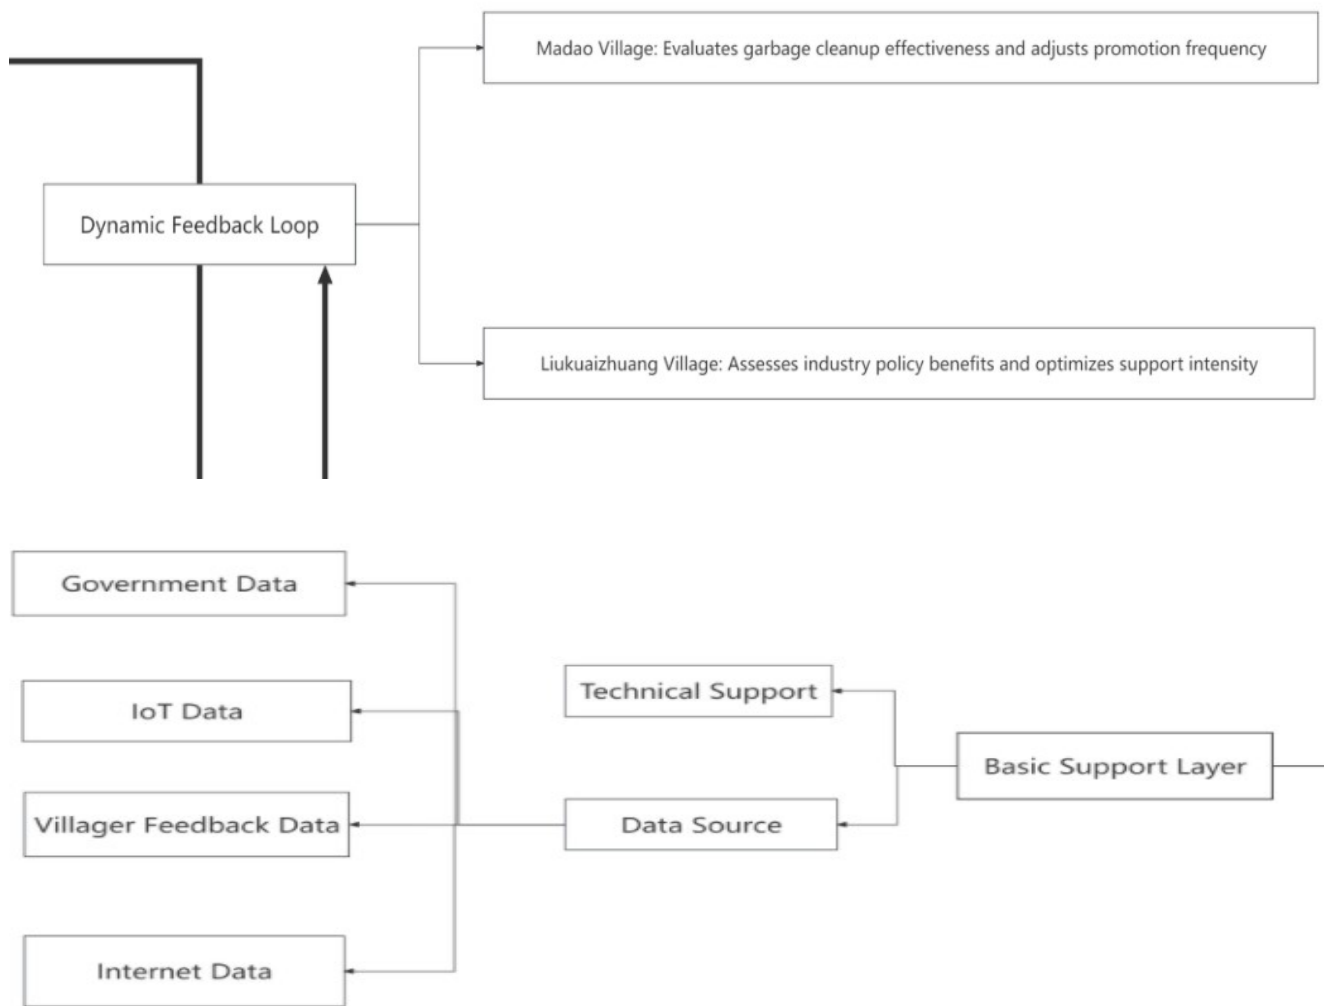 Madao Village: Evaluates garbage cleanup effectiveness and adjusts promotion frequency
Dynamic Feedback Loop
Liukuaizhuang Village: Assesses industry policy benefits and optimizes support intensity
Government Data
Technical Support
IoT Data
Basic Support Layer
Villager Feedback Data
Data Source
Internet Data